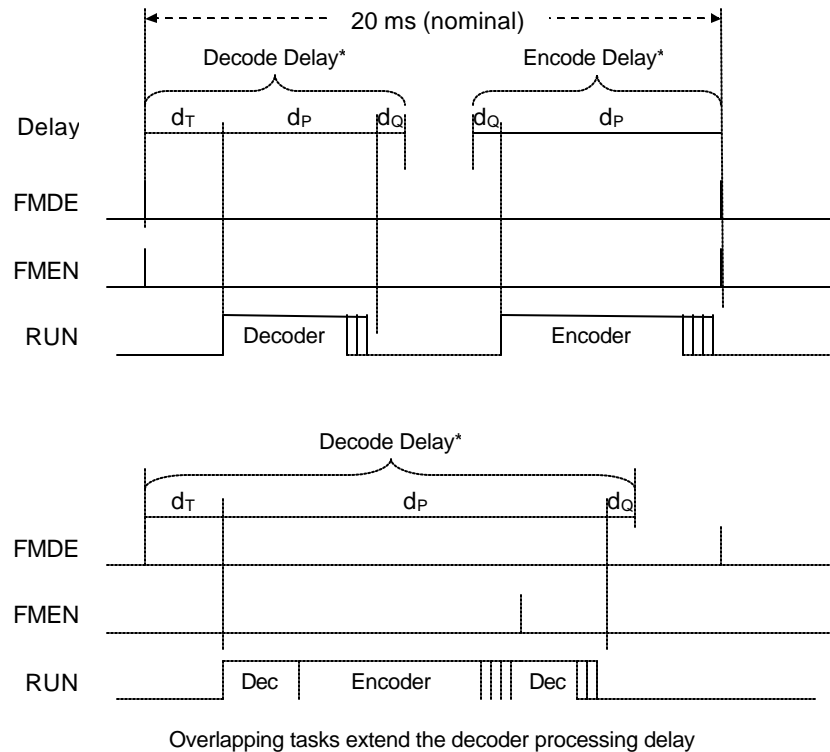 20 ms (nominal)
Decode Delay*
Encode Delay*
Delay
dT
dP
dQ
dQ
dP
FMDE
FMEN
RUN
Decoder
Encoder
Decode Delay*
dT
dP
dQ
FMDE
FMEN
RUN
Dec
Encoder
Dec
Overlapping tasks extend the decoder processing delay